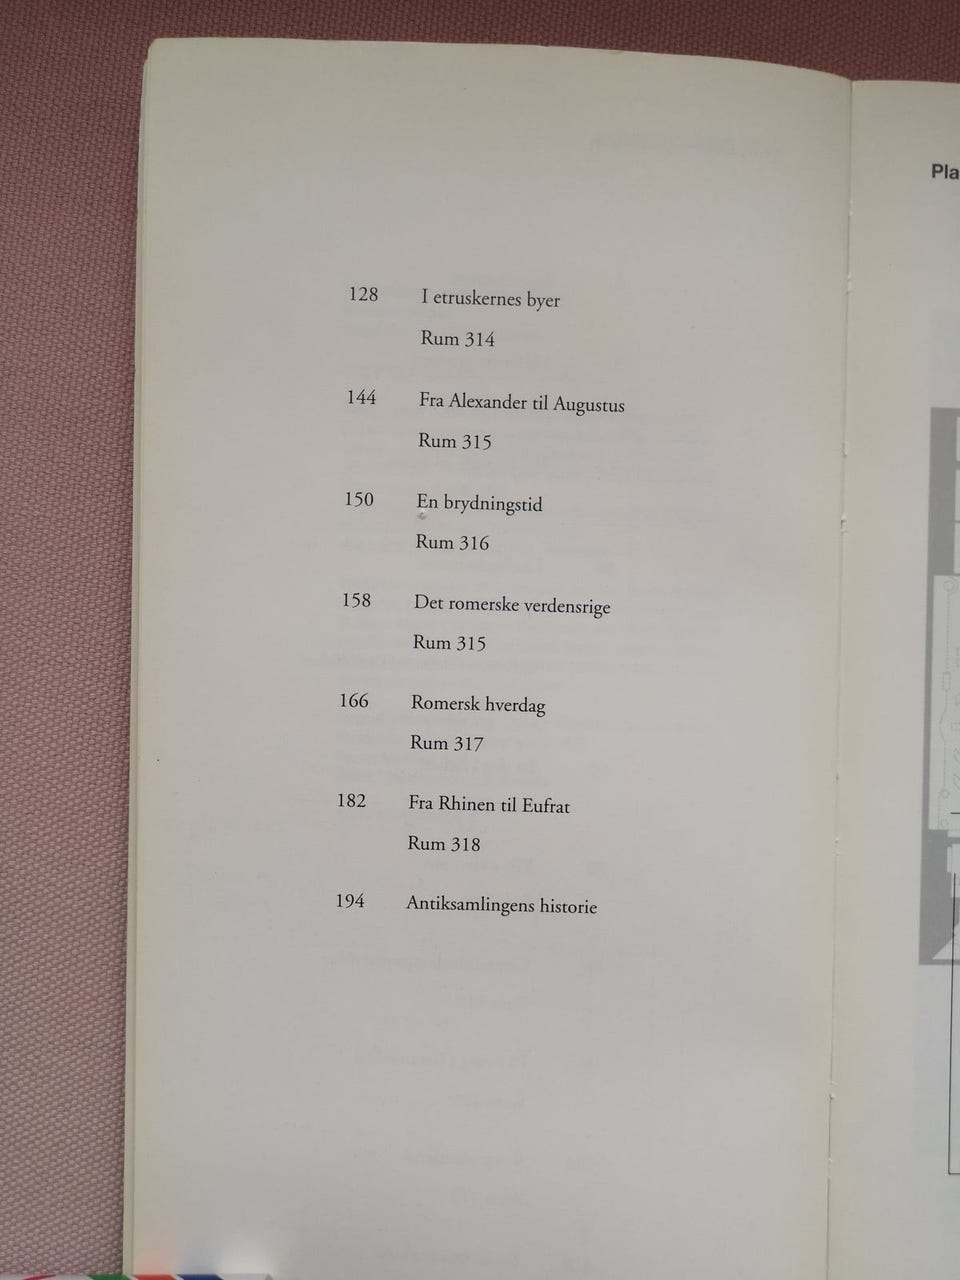 128 I etruskernes byer
Rum 314
144 Fra Alexander til Augustus
Rum 315
150 En brydningstid
Rum 316
158 Det romerske verdensrige
Rum 315
166 Romersk hverdag
Rum 317
182 Fra Rhinen til Eufrat
Rum 318
194 Antiksamlingens historie
Pla